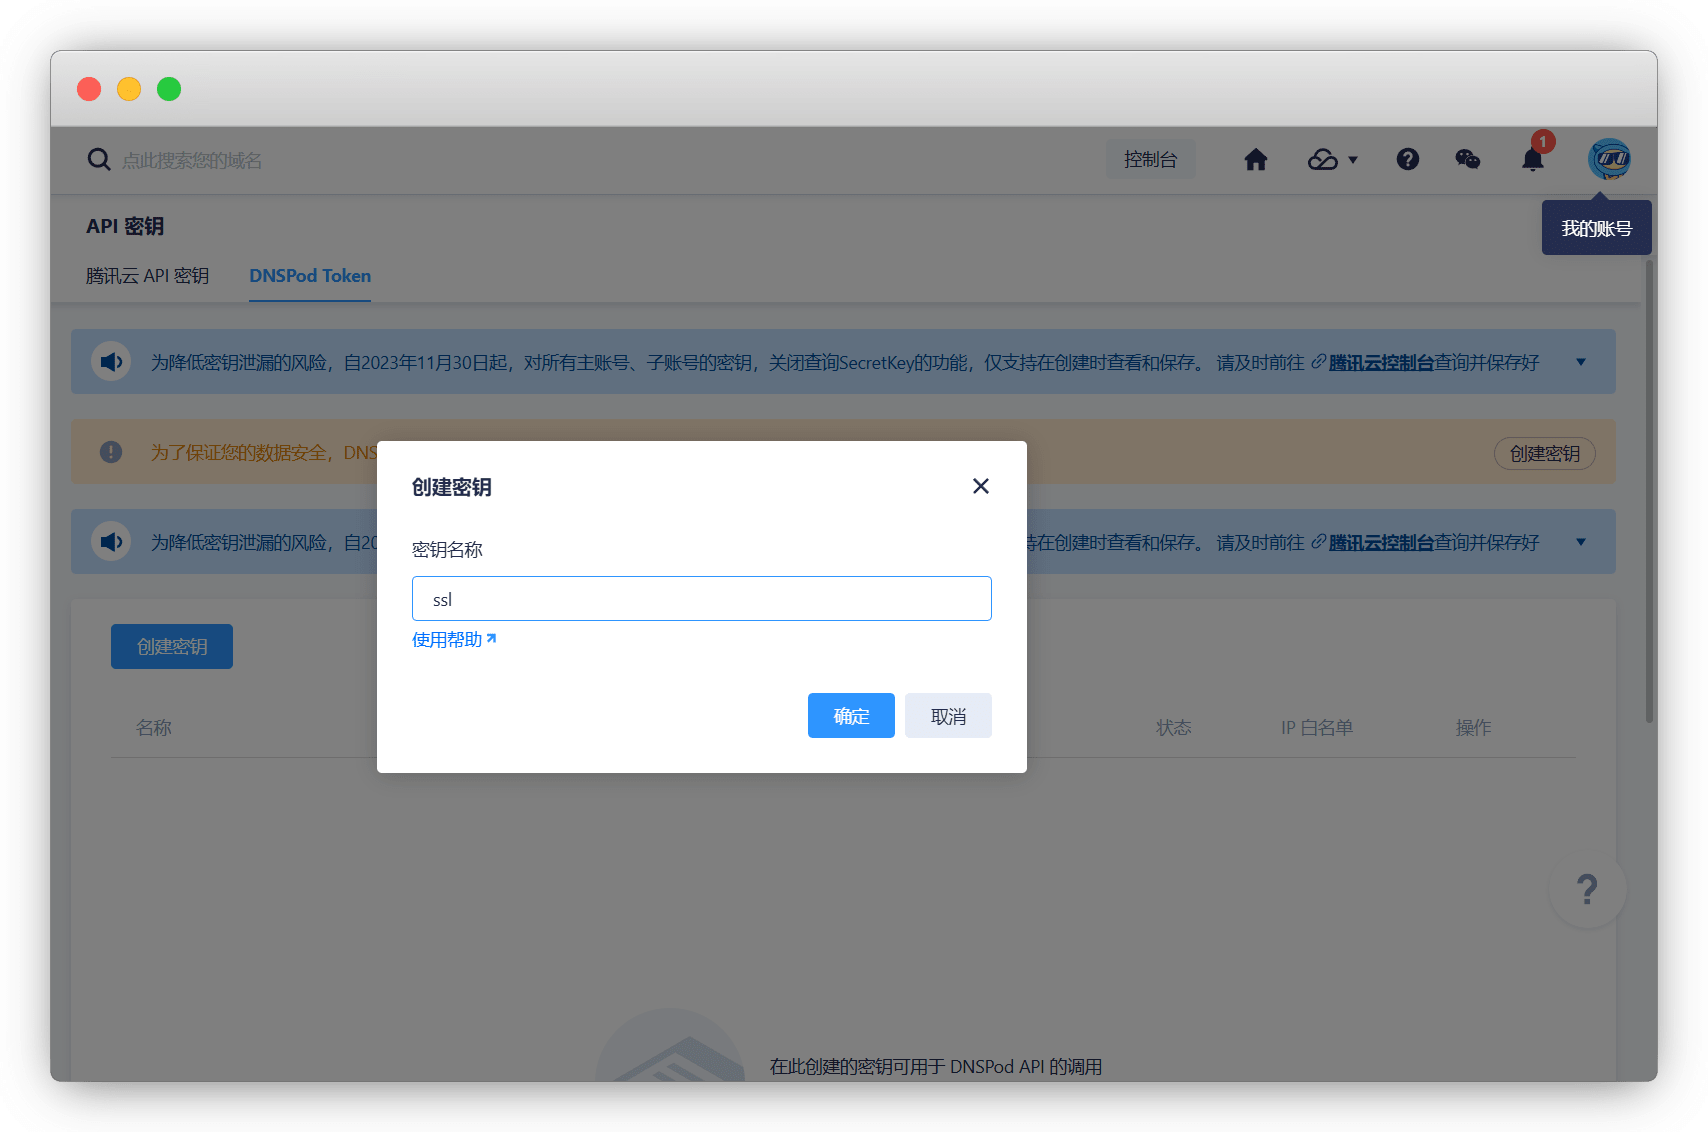 点此搜索您的域名
控制台
1
我的账号
API 密钥
腾讯云 API 密钥
DNSPod Token
为降低密钥泄漏的风险，自2023年11月30日起，对所有主账号、子账号的密钥，关闭查询SecretKey的功能，仅支持在创建时查看和保存。 请及时前往 腾讯云控制台查询并保存好
为了保证您的数据安全，DNS
创建密钥
为降低密钥泄漏的风险，自20
持在创建时查看和保存。 请及时前往 腾讯云控制台查询并保存好
创建密钥
密钥名称
ssl
使用帮助
确定
取消
创建密钥
名称
状态
IP 白名单
操作
?
在此创建的密钥可用于 DNSPod API 的调用